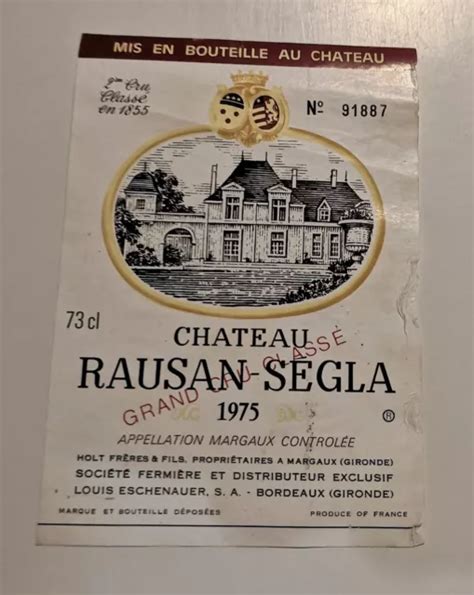 MIS EN BOUTEILLE AU CHATEAU
2me Cru
Classé
en 1855
No 91887
73 cl
CHATEAU
RAUSAN-SÉGLA
GRAND CRU CLASSÉ
1975
®
APPELLATION MARGAUX CONTROLÉE
HOLT FRÈRES & FILS. PROPRIÉTAIRES A MARGAUX (GIRONDE)
SOCIÉTÉ FERMIÈRE ET DISTRIBUTEUR EXCLUSIF
LOUIS ESCHENAUER, S. A. - BORDEAUX (GIRONDE)
MARQUE ET BOUTEILLE DÉPOSÉES
PRODUCE OF FRANCE